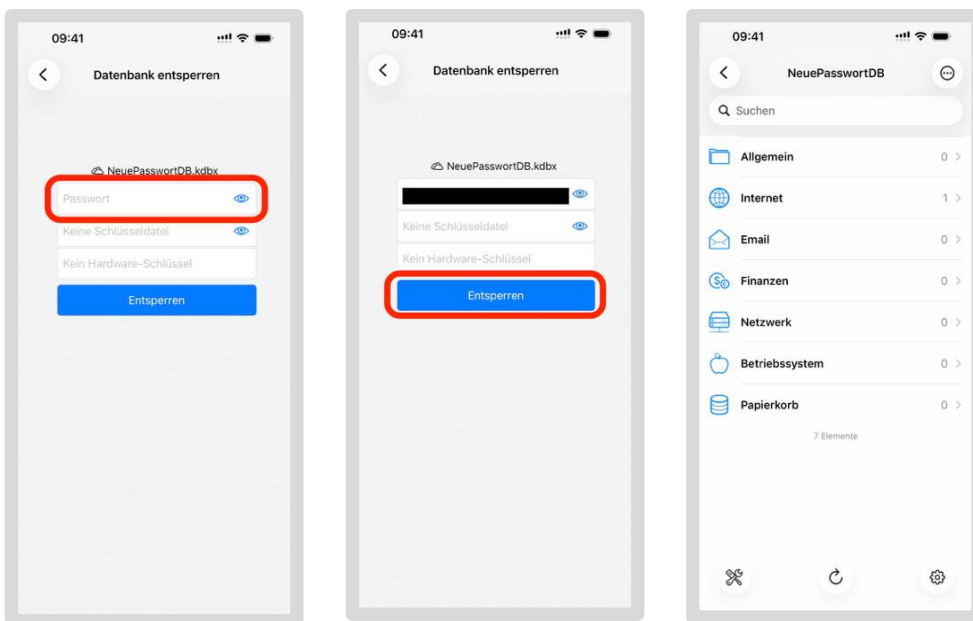 09:41
Datenbank entsperren
NeuePasswortDB.kdbx
Passwort
Keine Schlüsseldatei
Kein Hardware-Schlüssel
Entsperren
09:41
Datenbank entsperren
NeuePasswortDB.kdbx
Keine Schlüsseldatei
Kein Hardware-Schlüssel
Entsperren
09:41
NeuePasswortDB
Suchen
Allgemein 0
Internet 1
Email 0
Finanzen 0
Netzwerk 0
Betriebssystem 0
Papierkorb 0
7 Elemente